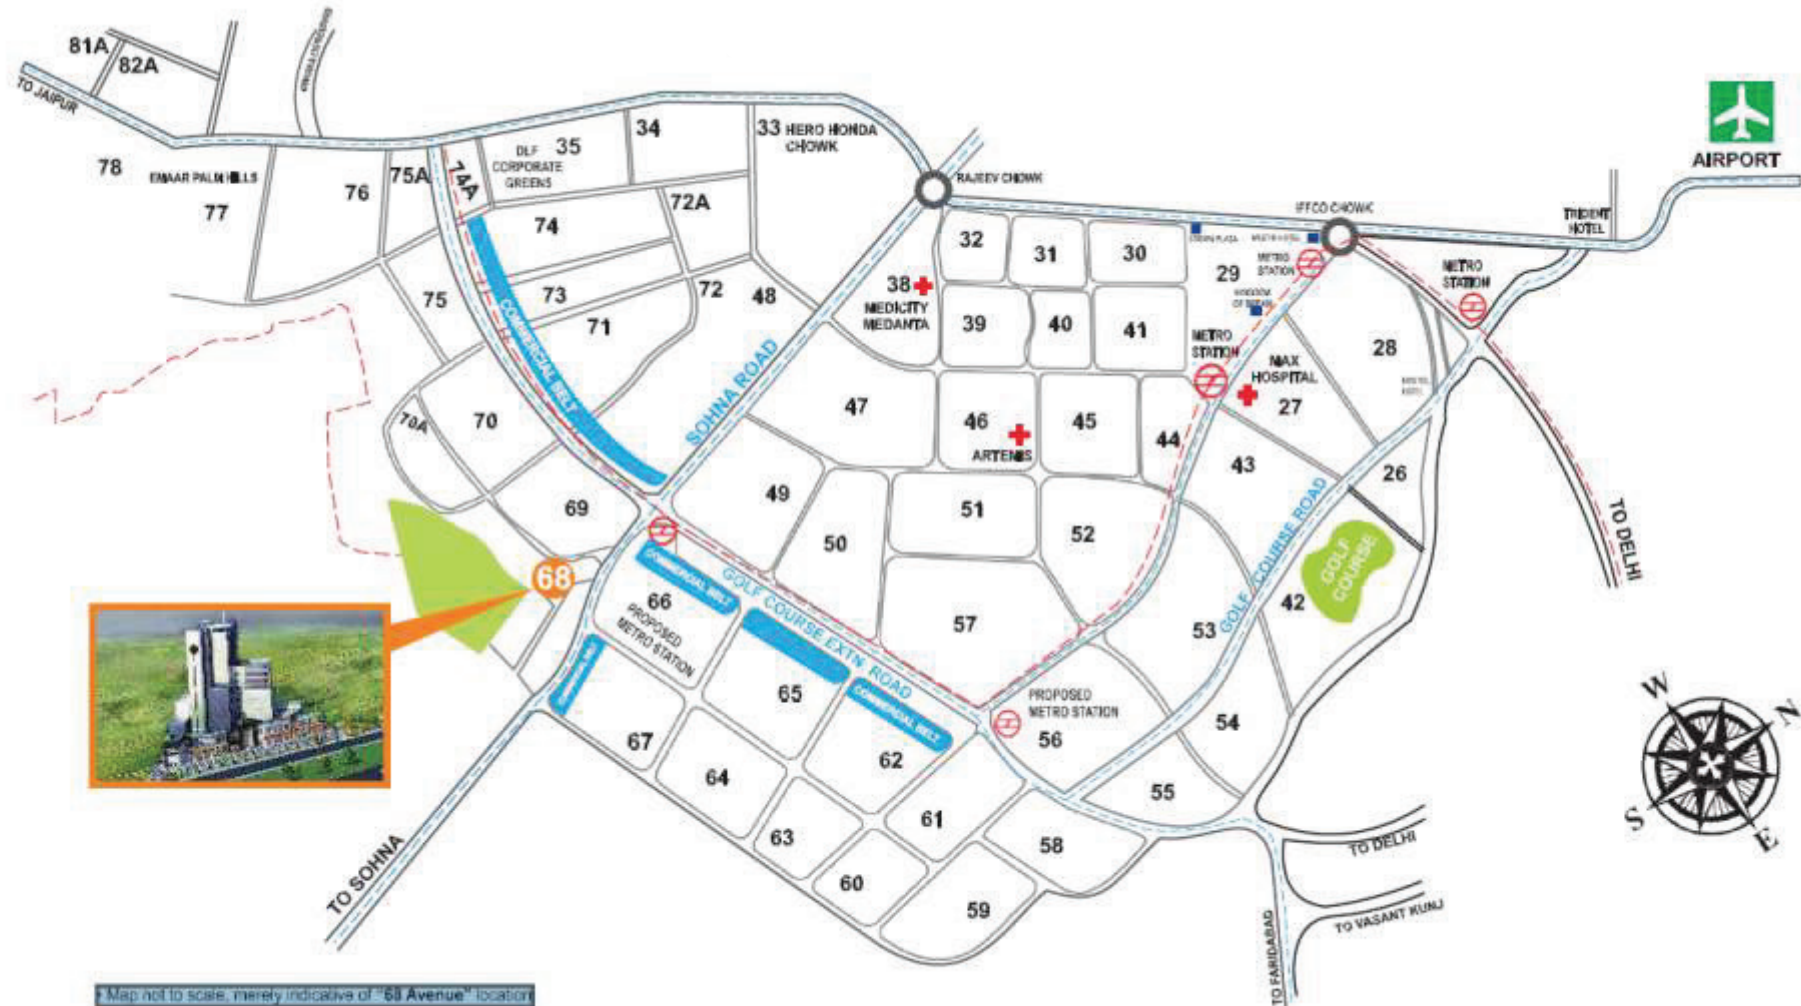 81A
82A
TO JAIPUR
78
EMAAR PALM HILLS
77
76
75A
74A
DLF
CORPORATE
GREENS
35
34
33 HERO HONDA
CHOWK
RAJEEV CHOWK
IFFCO CHOWK
TRIDENT
HOTEL
AIRPORT
74
72A
73
75
71
72
48
COMMERCIAL BELT
SOHNA ROAD
38
MEDICITY
MEDANTA
32
31
30
29
METRO
STATION
METRO
STATION
39
40
41
METRO
STATION
MAX
HOSPITAL
27
28
70A
70
69
47
46
ARTEMIS
45
44
43
26
49
50
51
52
GOLF COURSE ROAD
GOLF
COURSE
42
TO DELHI
68
66
PROPOSED
METRO STATION
COMMERCIAL BELT
GOLF COURSE EXTN. ROAD
57
53
65
COMMERCIAL BELT
67
64
62
PROPOSED
METRO STATION
56
54
55
63
61
58
60
59
TO SOHNA
TO DELHI
TO VASANT KUNJ
TO FARIDABAD
W
N
S
E
Map not to scale, merely indicative of "68 Avenue" location